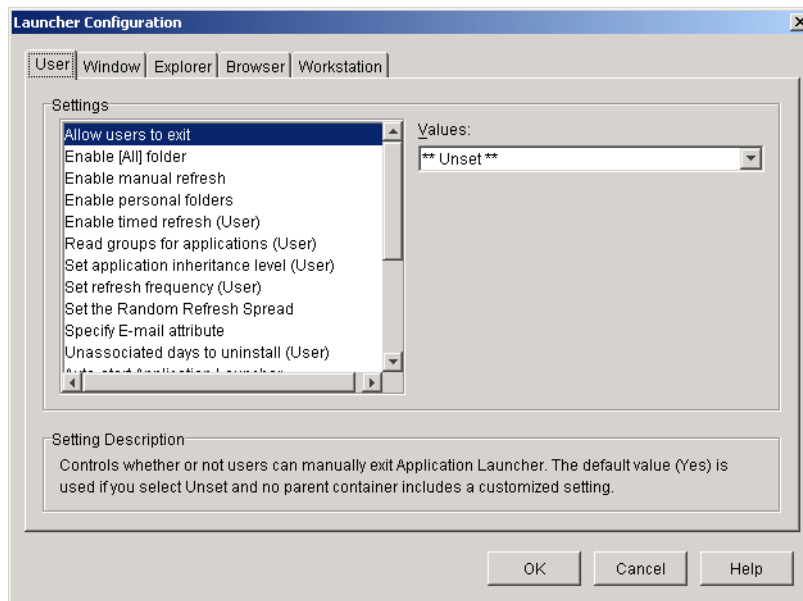 Launcher Configuration
User Window Explorer Browser Workstation
Settings
Allow users to exit
Enable [All] folder
Enable manual refresh
Enable personal folders
Enable timed refresh (User)
Read groups for applications (User)
Set application inheritance level (User)
Set refresh frequency (User)
Set the Random Refresh Spread
Specify E-mail attribute
Unassociated days to uninstall (User)
Auto-start Application Launcher
Values:
** Unset **
Setting Description
Controls whether or not users can manually exit Application Launcher. The default value (Yes) is
used if you select Unset and no parent container includes a customized setting.
OK Cancel Help